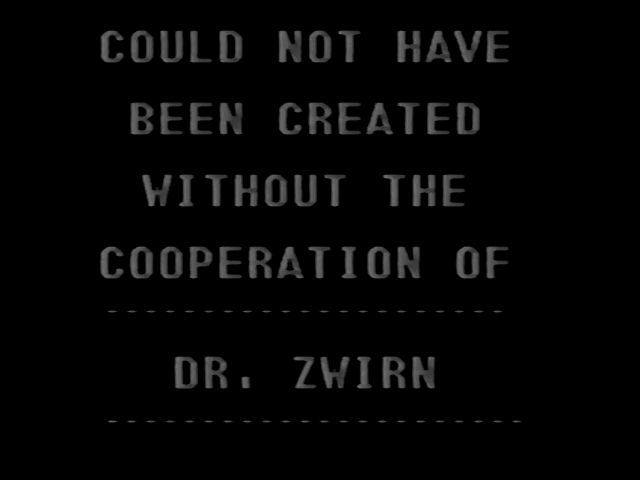 COULD NOT HAVE
BEEN CREATED
WITHOUT THE
COOPERATION OF
----------------------
DR. ZWIRN
-----------------------